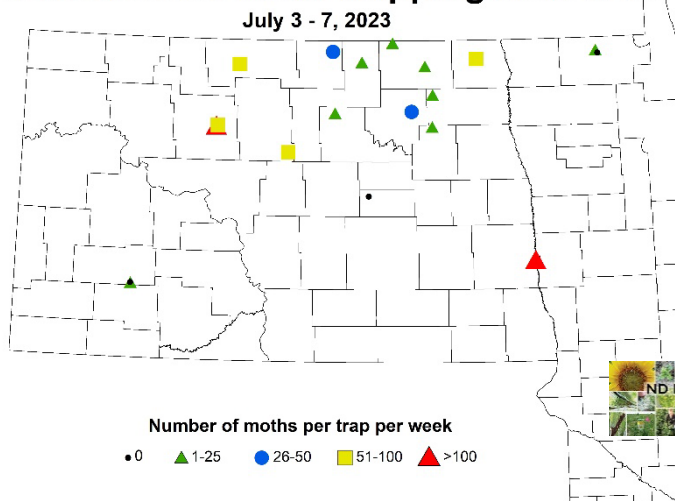 July 3 - 7, 2023
Number of moths per trap per week
0 1-25 26-50 51-100 >100
ND